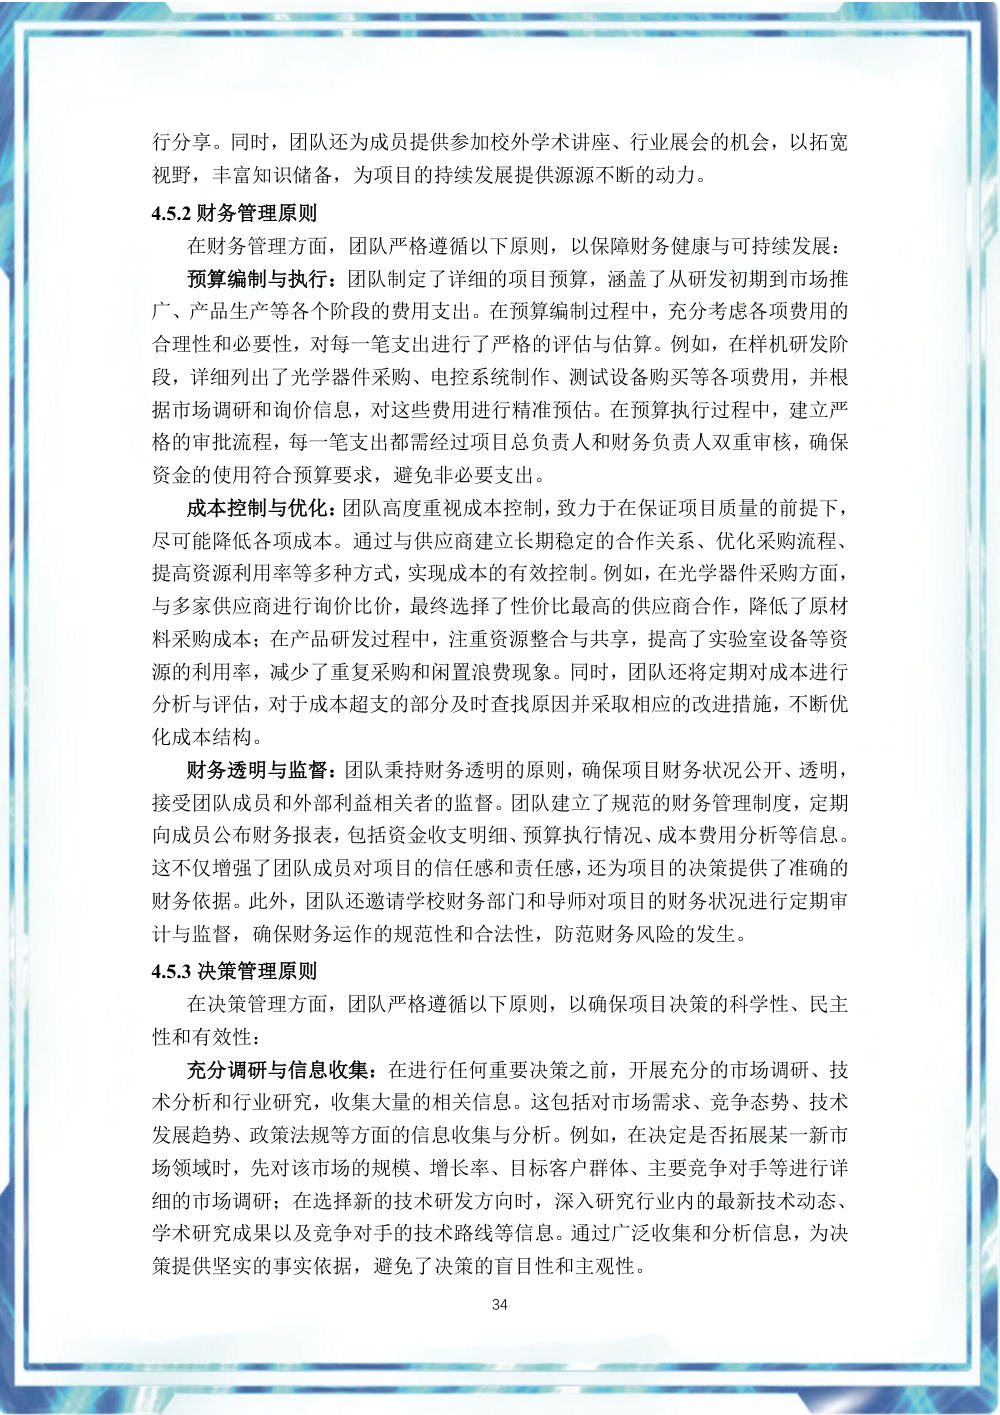 行分享。同时，团队还为成员提供参加校外学术讲座、行业展会的机会，以拓宽
视野，丰富知识储备，为项目的持续发展提供源源不断的动力。
4.5.2 财务管理原则
在财务管理方面，团队严格遵循以下原则，以保障财务健康与可持续发展：
预算编制与执行：团队制定了详细的项目预算，涵盖了从研发初期到市场推
广、产品生产等各个阶段的费用支出。在预算编制过程中，充分考虑各项费用的
合理性和必要性，对每一笔支出进行了严格的评估与估算。例如，在样机研发阶
段，详细列出了光学器件采购、电控系统制作、测试设备购买等各项费用，并根
据市场调研和询价信息，对这些费用进行精准预估。在预算执行过程中，建立严
格的审批流程，每一笔支出都需经过项目总负责人和财务负责人双重审核，确保
资金的使用符合预算要求，避免非必要支出。
成本控制与优化：团队高度重视成本控制，致力于在保证项目质量的前提下，
尽可能降低各项成本。通过与供应商建立长期稳定的合作关系、优化采购流程、
提高资源利用率等多种方式，实现成本的有效控制。例如，在光学器件采购方面，
与多家供应商进行询价比价，最终选择了性价比最高的供应商合作，降低了原材
料采购成本；在产品研发过程中，注重资源整合与共享，提高了实验室设备等资
源的利用率，减少了重复采购和闲置浪费现象。同时，团队还将定期对成本进行
分析与评估，对于成本超支的部分及时查找原因并采取相应的改进措施，不断优
化成本结构。
财务透明与监督：团队秉持财务透明的原则，确保项目财务状况公开、透明，
接受团队成员和外部利益相关者的监督。团队建立了规范的财务管理制度，定期
向成员公布财务报表，包括资金收支明细、预算执行情况、成本费用分析等信息。
这不仅增强了团队成员对项目的信任感和责任感，还为项目的决策提供了准确的
财务依据。此外，团队还邀请学校财务部门和导师对项目的财务状况进行定期审
计与监督，确保财务运作的规范性和合法性，防范财务风险的发生。
4.5.3 决策管理原则
在决策管理方面，团队严格遵循以下原则，以确保项目决策的科学性、民主
性和有效性：
充分调研与信息收集：在进行任何重要决策之前，开展充分的市场调研、技
术分析和行业研究，收集大量的相关信息。这包括对市场需求、竞争态势、技术
发展趋势、政策法规等方面的信息收集与分析。例如，在决定是否拓展某一新市
场领域时，先对该市场的规模、增长率、目标客户群体、主要竞争对手等进行详
细的市场调研；在选择新的技术研发方向时，深入研究行业内的最新技术动态、
学术研究成果以及竞争对手的技术路线等信息。通过广泛收集和分析信息，为决
策提供坚实的事实依据，避免了决策的盲目性和主观性。
34